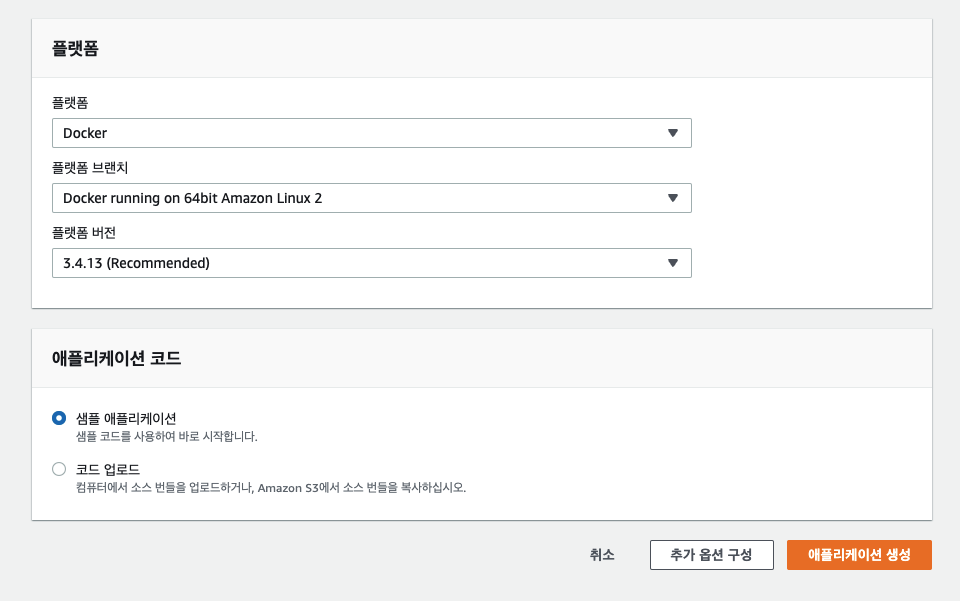 플랫폼
플랫폼
Docker
플랫폼 브랜치
Docker running on 64bit Amazon Linux 2
플랫폼 버전
3.4.13 (Recommended)
애플리케이션 코드
샘플 애플리케이션
샘플 코드를 사용하여 바로 시작합니다.
코드 업로드
컴퓨터에서 소스 번들을 업로드하거나, Amazon S3에서 소스 번들을 복사하십시오.
취소
추가 옵션 구성
애플리케이션 생성